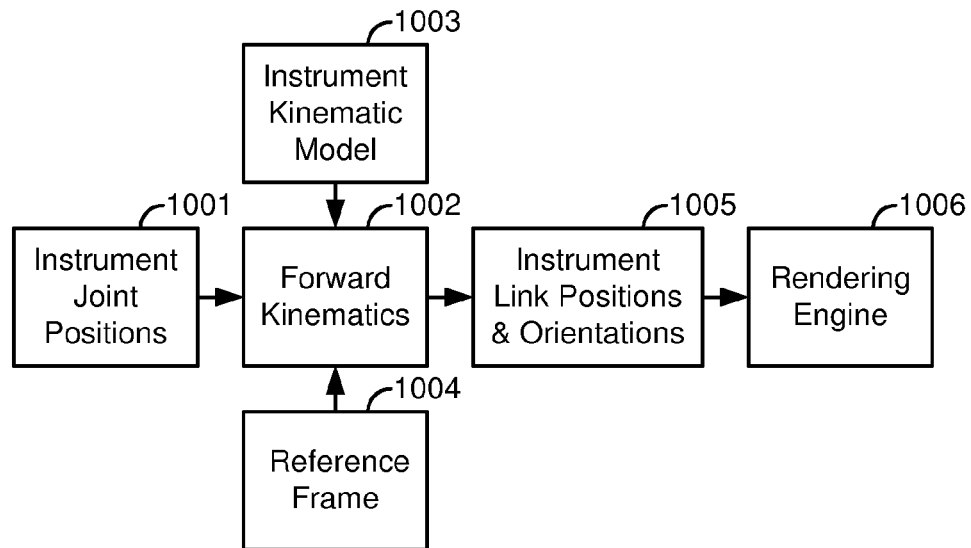 1003
Instrument
Kinematic
Model
1001
Instrument
Joint
Positions
1002
Forward
Kinematics
1005
Instrument
Link Positions
& Orientations
1006
Rendering
Engine
1004
Reference
Frame